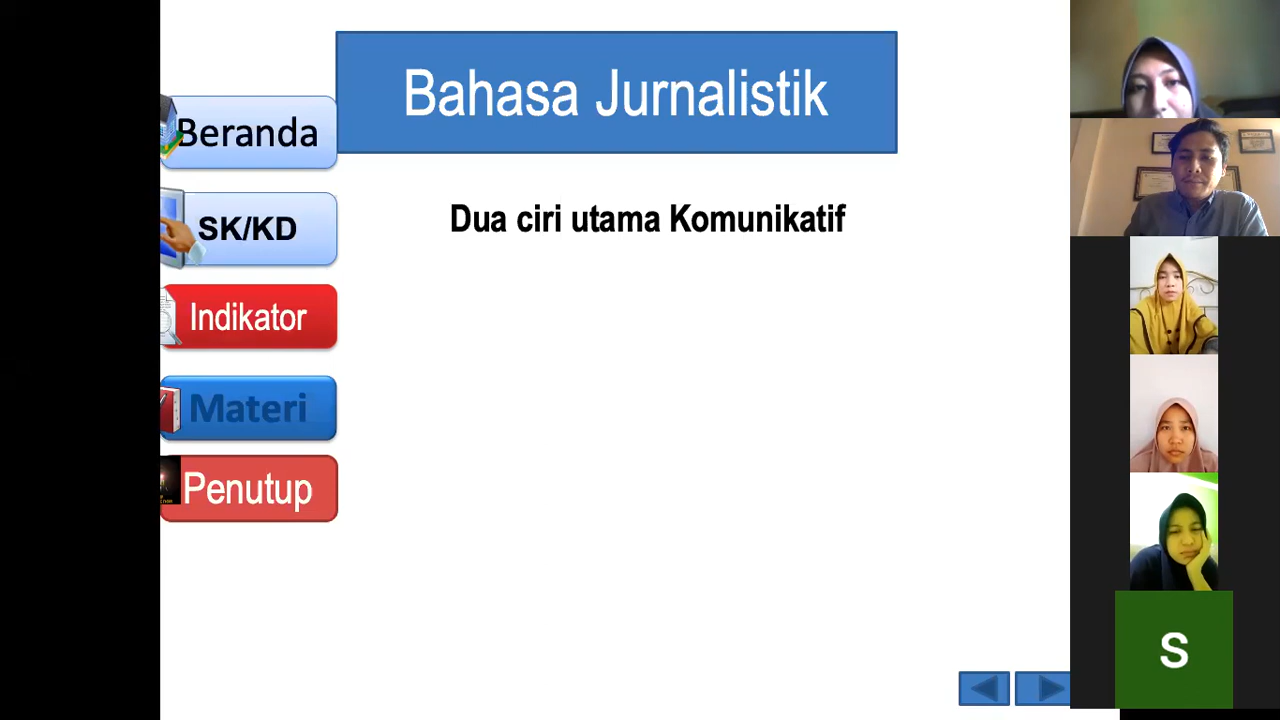 Bahasa Jurnalistik
Beranda
SK/KD
Indikator
Materi
Penutup
Dua ciri utama Komunikatif
S